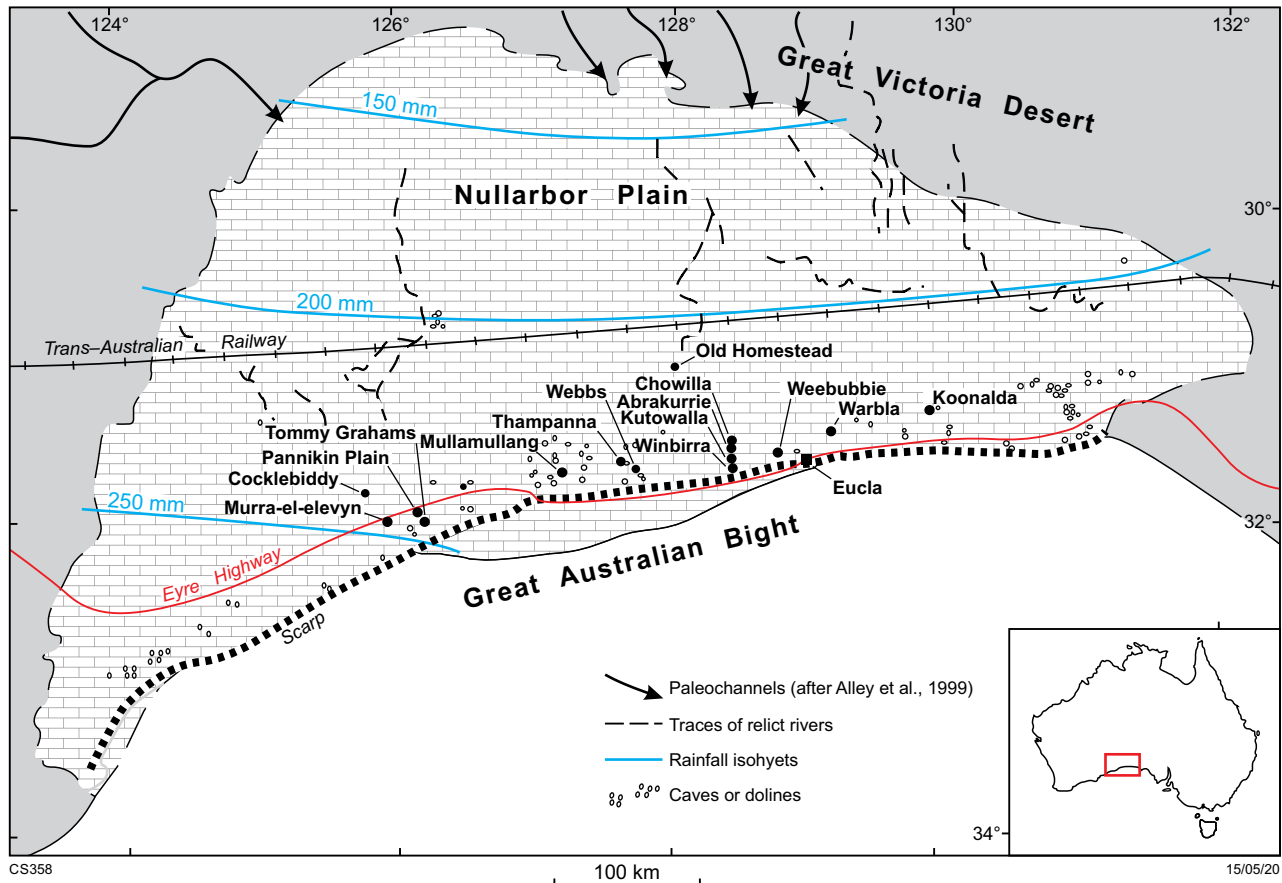 124°
126°
128°
130°
132°
Great Victoria Desert
150 mm
Nullarbor Plain
30°
200 mm
Trans–Australian Railway
Old Homestead
Chowilla
Webbs
Abrakurrie
Weebubbie
Koonalda
Thampanna
Kutowalla
Warbla
Tommy Grahams
Mullamullang
Winbirra
Pannikin Plain
Cocklebiddy
Eucla
Murra-el-elevyn
250 mm
32°
Great Australian Bight
Eyre Highway
Scarp
Paleochannels (after Alley et al., 1999)
Traces of relict rivers
Rainfall isohyets
Caves or dolines
34°
CS358
100 km
15/05/20